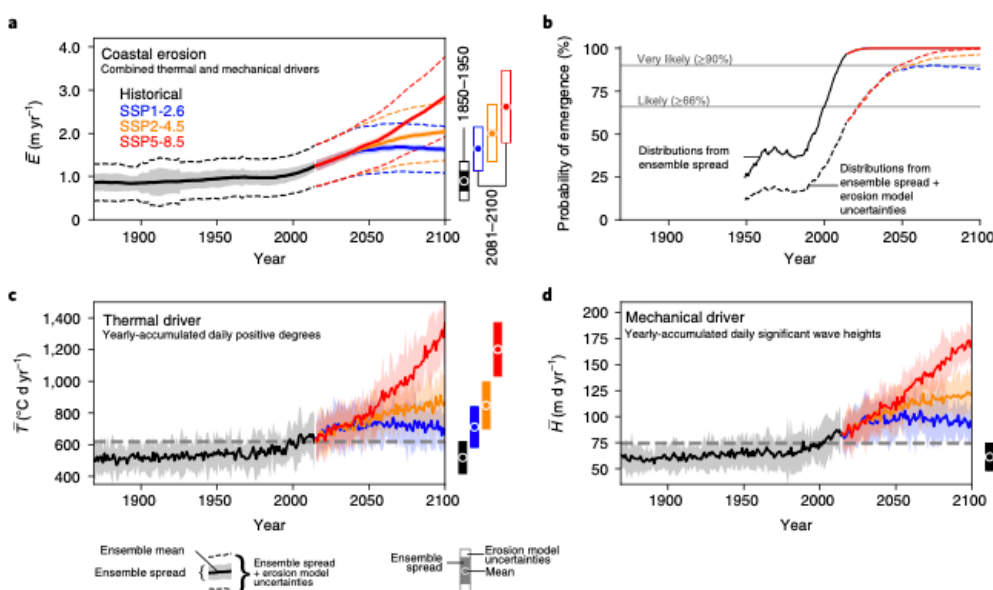 a
Coastal erosion
Combined thermal and mechanical drivers
Historical
SSP1-2.6
SSP2-4.5
SSP5-8.5
4.0
3.0
2.0
1.0
0
Ē (m yr⁻¹)
1900
1950
2000
2050
2100
Year
1850–1950
2081–2100
b
Probability of emergence (%)
100
75
50
25
0
Very likely (≥90%)
Likely (≥66%)
Distributions from
ensemble spread
Distributions from
ensemble spread +
erosion model
uncertainties
1900
1950
2000
2050
2100
Year
c
Thermal driver
Yearly-accumulated daily positive degrees
1,400
1,200
1,000
800
600
400
T̄ (°C d yr⁻¹)
1900
1950
2000
2050
2100
Year
d
Mechanical driver
Yearly-accumulated daily significant wave heights
200
175
150
125
100
75
50
H̄ (m d yr⁻¹)
1900
1950
2000
2050
2100
Year
Ensemble mean
Ensemble spread
Ensemble spread
+ erosion model
uncertainties
Ensemble
spread
Erosion model
uncertainties
Mean